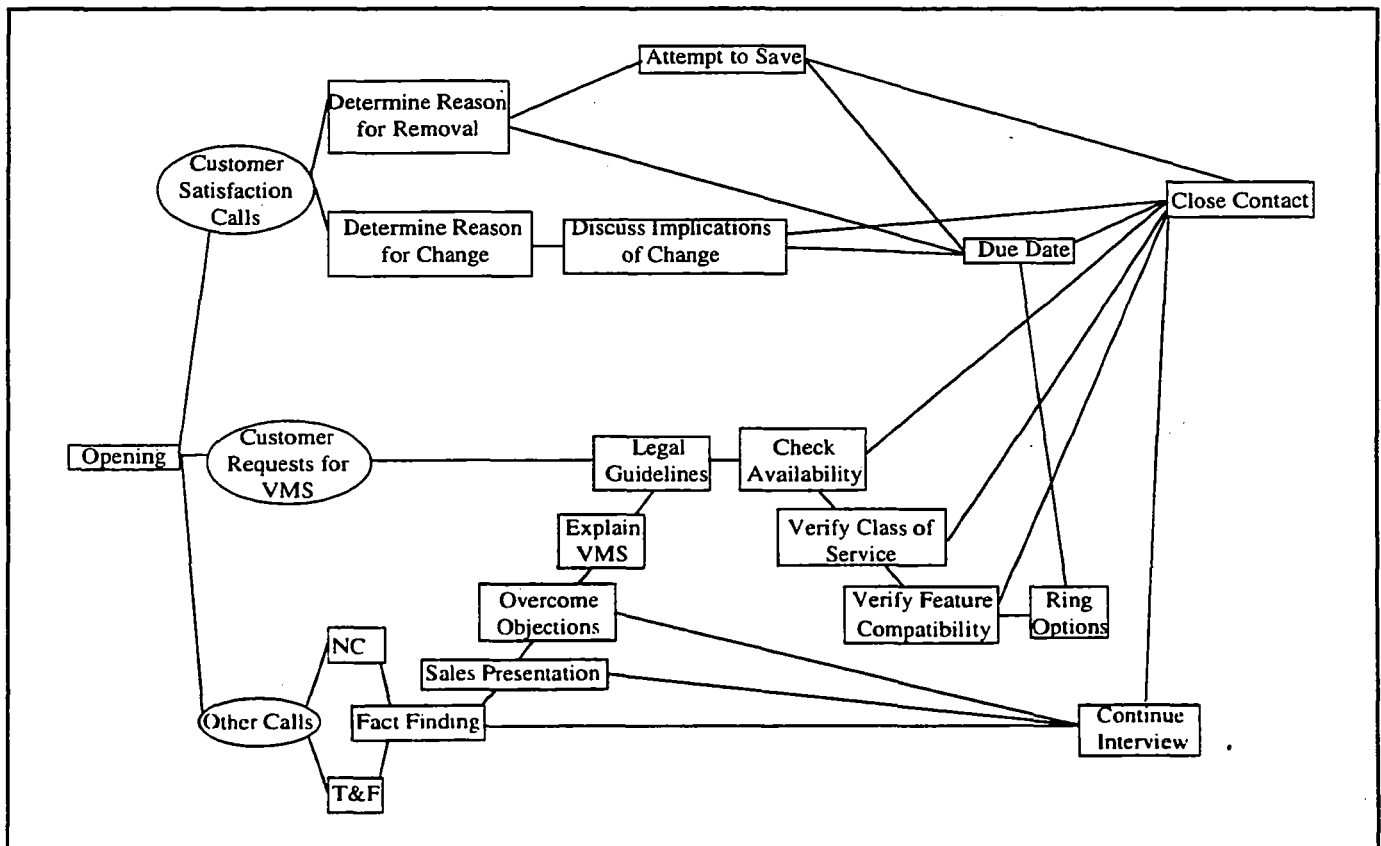 Attempt to Save
Determine Reason
for Removal
Customer
Satisfaction
Calls
Close Contact
Determine Reason
for Change
Discuss Implications
of Change
Due Date
Opening
Customer
Requests for
VMS
Legal
Guidelines
Check
Availability
Explain
VMS
Verify Class of
Service
Overcome
Objections
Verify Feature
Compatibility
Ring
Options
NC
Sales Presentation
Other Calls
Fact Finding
Continue
Interview
T&F